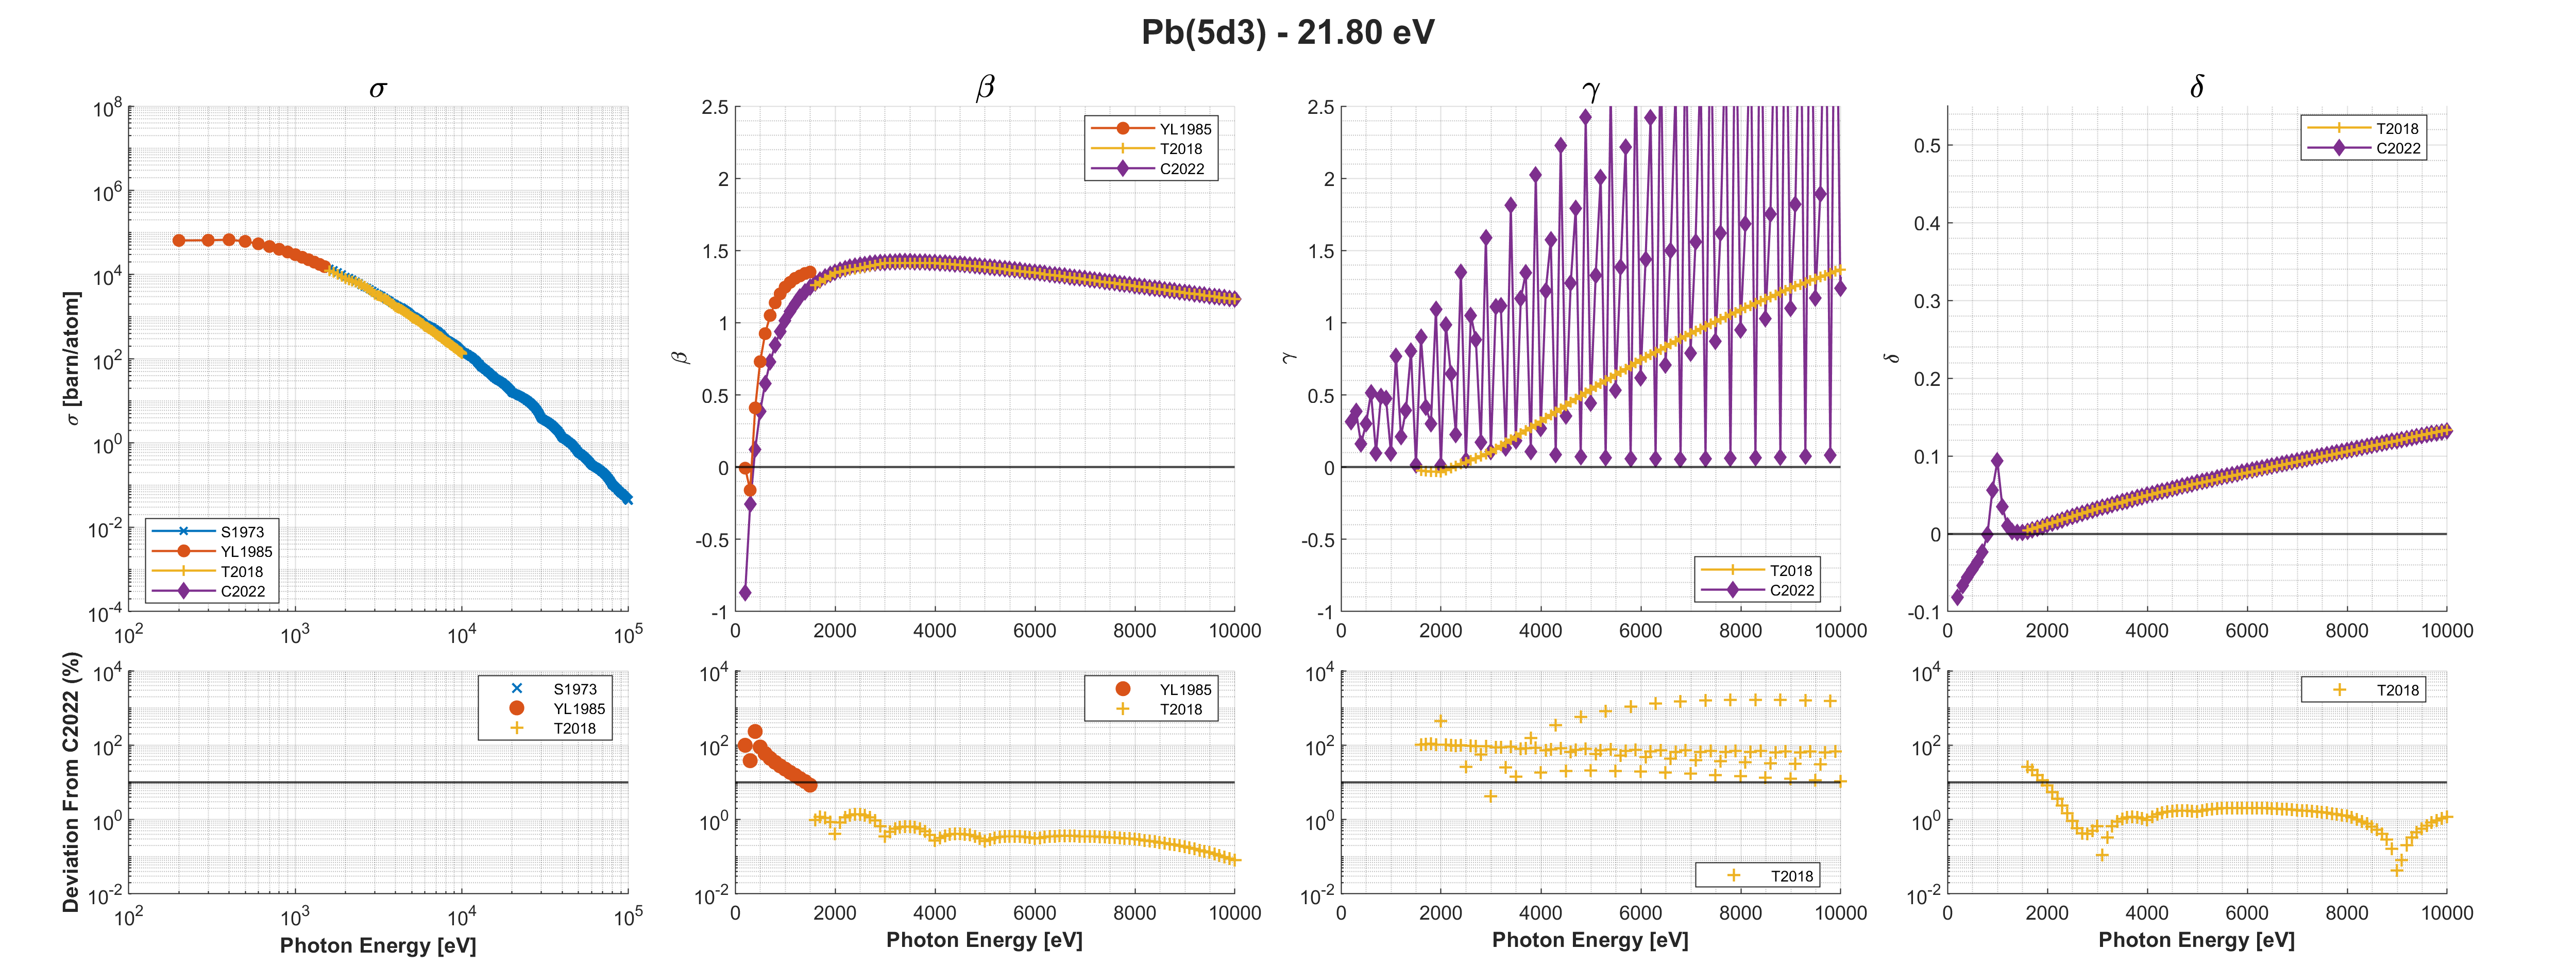 Pb(5d3) - 21.80 eV
σ
σ [barn/atom]
10^8
10^6
10^4
10^2
10^0
10^-2
10^-4
10^2
10^3
10^4
10^5
S1973
YL1985
T2018
C2022
β
β
2.5
2
1.5
1
0.5
0
-0.5
-1
0
2000
4000
6000
8000
10000
YL1985
T2018
C2022
γ
γ
2.5
2
1.5
1
0.5
0
-0.5
-1
0
2000
4000
6000
8000
10000
T2018
C2022
δ
δ
0.5
0.4
0.3
0.2
0.1
0
-0.1
0
2000
4000
6000
8000
10000
T2018
C2022
Deviation From C2022 (%)
10^4
10^2
10^0
10^-2
10^2
10^3
10^4
10^5
S1973
YL1985
T2018
Photon Energy [eV]
10^4
10^2
10^0
10^-2
0
2000
4000
6000
8000
10000
YL1985
T2018
Photon Energy [eV]
10^4
10^2
10^0
10^-2
0
2000
4000
6000
8000
10000
T2018
Photon Energy [eV]
10^4
10^2
10^0
10^-2
0
2000
4000
6000
8000
10000
T2018
Photon Energy [eV]